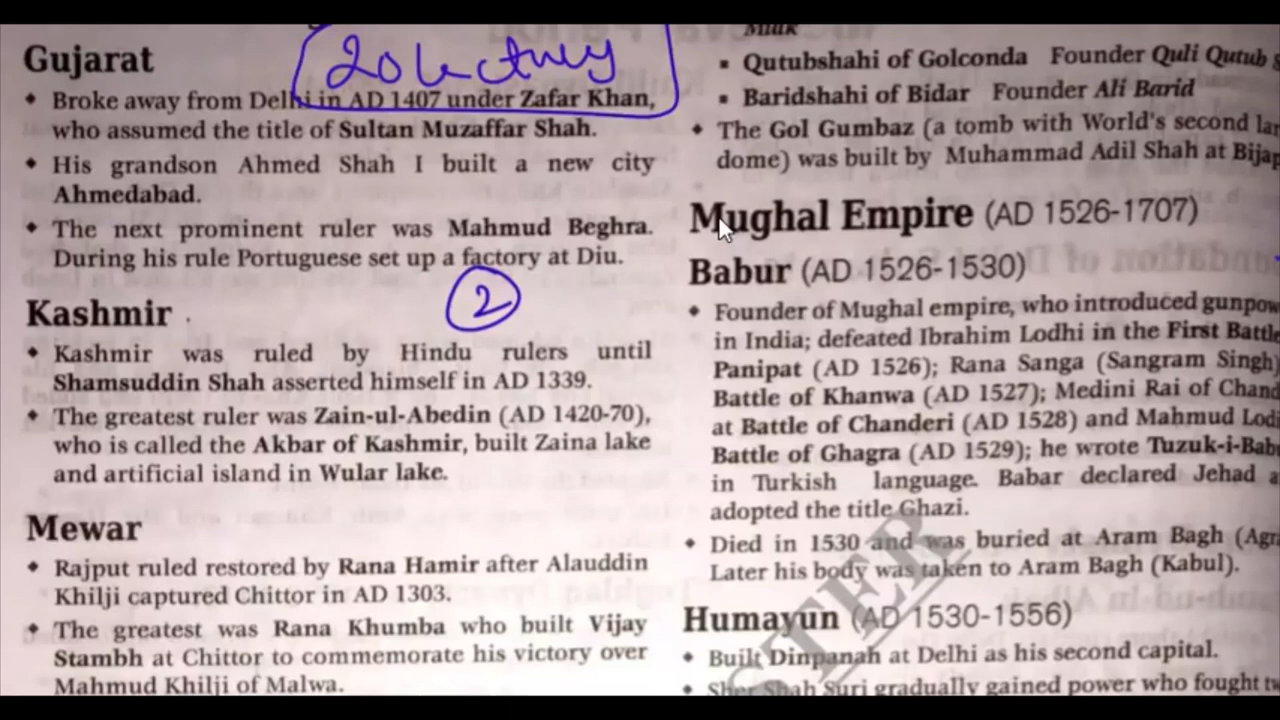 20 lectures
Gujarat
• Broke away from Delhi in AD 1407 under Zafar Khan,
who assumed the title of Sultan Muzaffar Shah.
• His grandson Ahmed Shah I built a new city
Ahmedabad.
• The next prominent ruler was Mahmud Beghra.
During his rule Portuguese set up a factory at Diu.
2
Kashmir
• Kashmir was ruled by Hindu rulers until
Shamsuddin Shah asserted himself in AD 1339.
• The greatest ruler was Zain-ul-Abedin (AD 1420-70),
who is called the Akbar of Kashmir, built Zaina lake
and artificial island in Wular lake.
Mewar
• Rajput ruled restored by Rana Hamir after Alauddin
Khilji captured Chittor in AD 1303.
• The greatest was Rana Khumba who built Vijay
Stambh at Chittor to commemorate his victory over
Mahmud Khilji of Malwa.
▪ Qutubshahi of Golconda Founder Quli Qutub
▪ Baridshahi of Bidar Founder Ali Barid
• The Gol Gumbaz (a tomb with World's second
dome) was built by Muhammad Adil Shah at
Mughal Empire (AD 1526-1707)
Babur (AD 1526-1530)
• Founder of Mughal empire, who introduced
in India; defeated Ibrahim Lodhi in the First Battle
Panipat (AD 1526); Rana Sanga (Sangram Singh)
Battle of Khanwa (AD 1527); Medini Rai of
at Battle of Chanderi (AD 1528) and Mahmud
Battle of Ghagra (AD 1529); he wrote
in Turkish language. Babar declared Jehad
adopted the title Ghazi.
• Died in 1530 and was buried at Aram Bagh
Later his body was taken to Aram Bagh (Kabul).
Humayun (AD 1530-1556)
• Built Dinpanah at Delhi as his second capital.
• Sher Shah Suri gradually gained power who fought